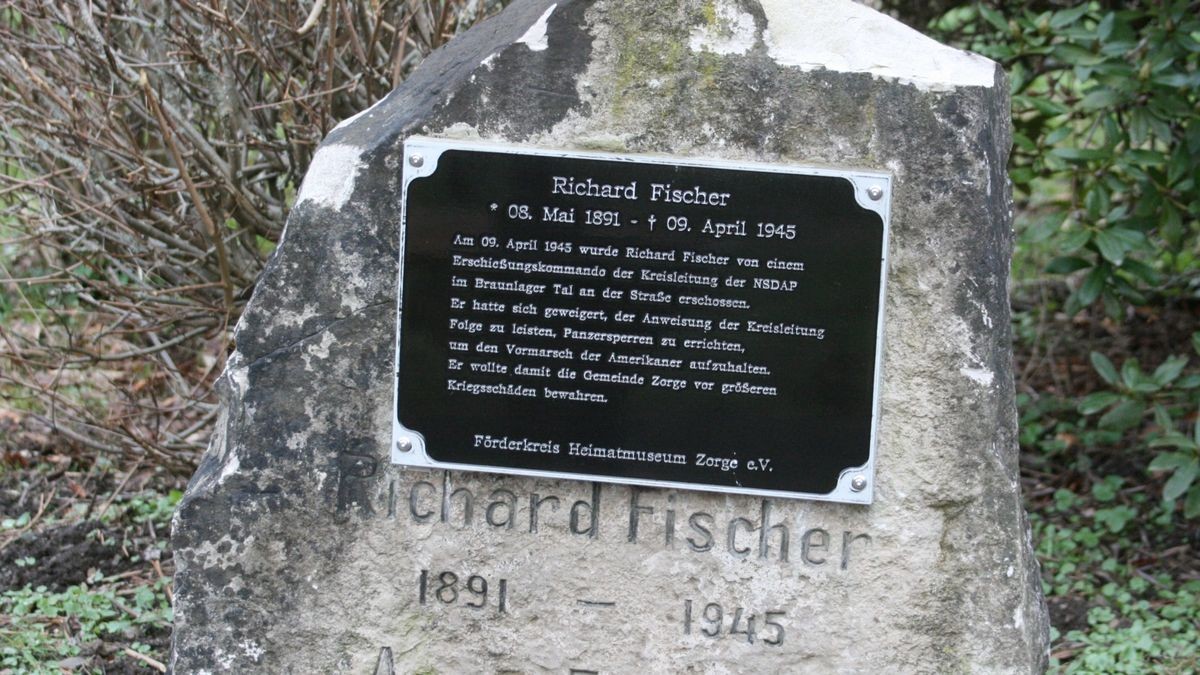 Richard Fischer
* 08. Mai 1891 - † 09. April 1945
Am 09. April 1945 wurde Richard Fischer von einem
Erschießungskommando der Kreisleitung der NSDAP
im Braunlager Tal an der Straße erschossen.
Er hatte sich geweigert, der Anweisung der Kreisleitung
Folge zu leisten, Panzersperren zu errichten,
um den Vormarsch der Amerikaner aufzuhalten.
Er wollte damit die Gemeinde Zorge vor größeren
Kriegsschäden bewahren.
Förderkreis Heimatmuseum Zorge e.V.
Richard Fischer
1891 – 1945